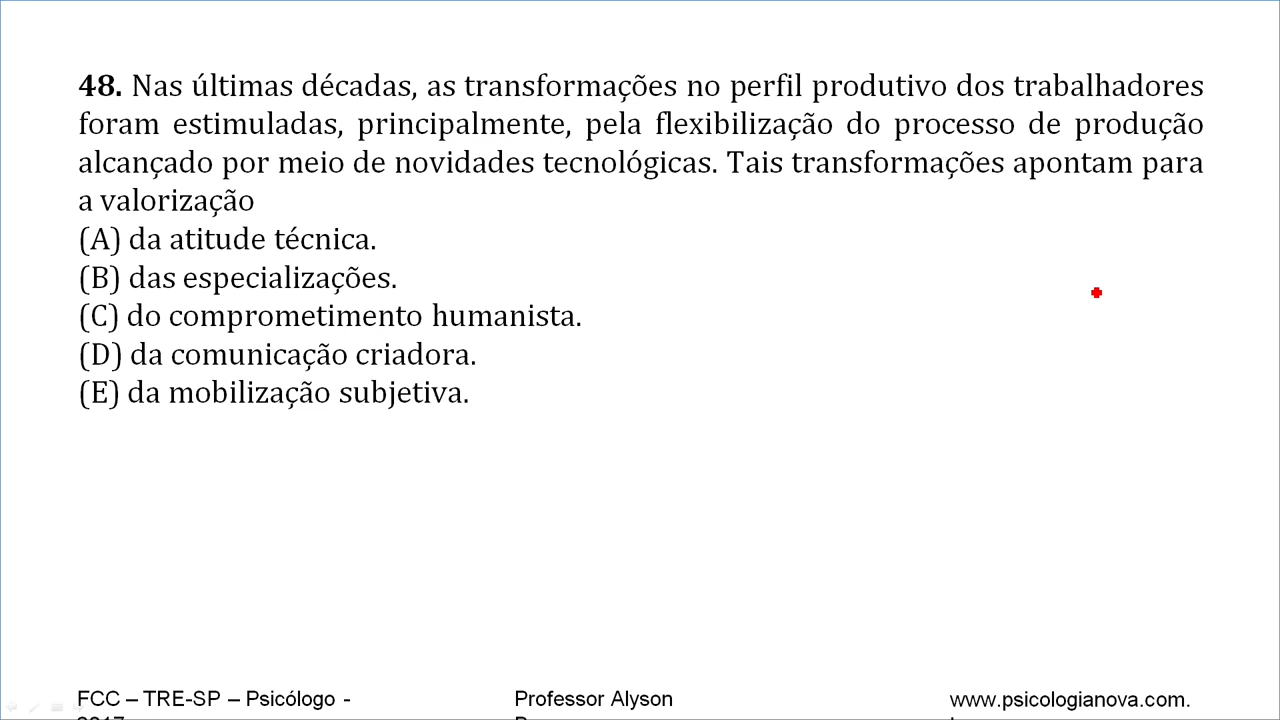 48. Nas últimas décadas, as transformações no perfil produtivo dos trabalhadores
foram estimuladas, principalmente, pela flexibilização do processo de produção
alcançado por meio de novidades tecnológicas. Tais transformações apontam para
a valorização
(A) da atitude técnica.
(B) das especializações.
(C) do comprometimento humanista.
(D) da comunicação criadora.
(E) da mobilização subjetiva.
FCC – TRE-SP – Psicólogo -
2017
Professor Alyson
www.psicologianova.com.